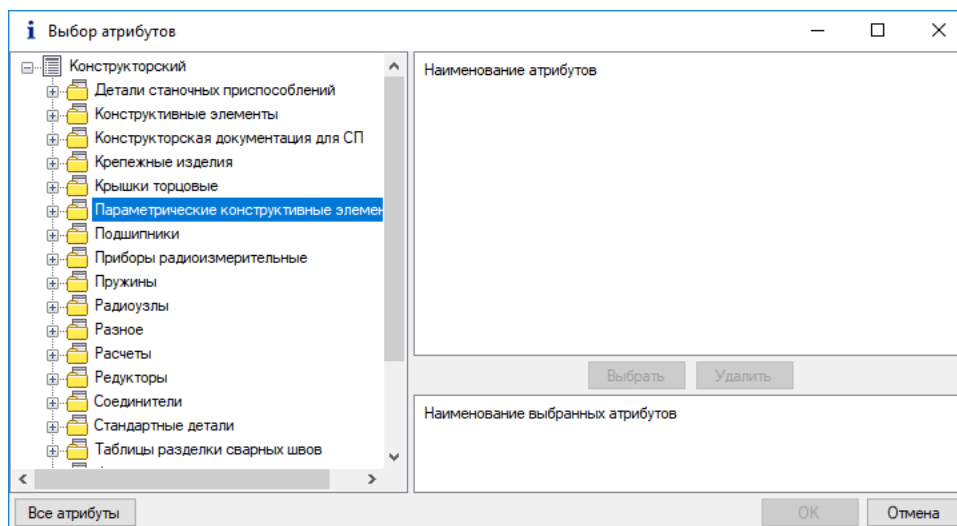 Выбор атрибутов
Конструкторский
Детали станочных приспособлений
Конструктивные элементы
Конструкторская документация для СП
Крепежные изделия
Крышки торцовые
Параметрические конструктивные элемен
Подшипники
Приборы радиоизмерительные
Пружины
Радиоузлы
Разное
Расчеты
Редукторы
Соединители
Стандартные детали
Таблицы разделки сварных швов
Все атрибуты
Наименование атрибутов
Выбрать
Удалить
Наименование выбранных атрибутов
ОК
Отмена